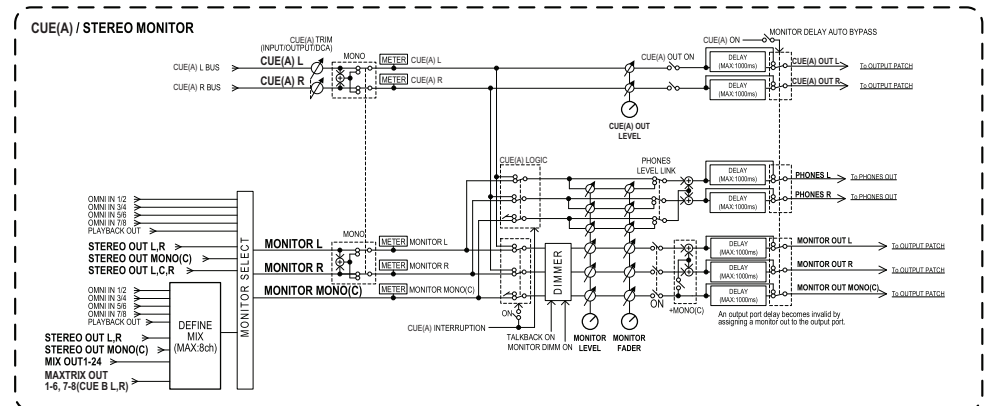 CUE(A) / STEREO MONITOR
CUE(A) TRIM
(INPUT/OUTPUT/DCA)
MONO
CUE(A) L BUS
CUE(A) L
METER CUE(A) L
CUE(A) R BUS
CUE(A) R
METER CUE(A) R
CUE(A) ON
MONITOR DELAY AUTO BYPASS
CUE(A) OUT ON
DELAY
(MAX:1000ms)
CUE(A) OUT L
To OUTPUT PATCH
DELAY
(MAX:1000ms)
CUE(A) OUT R
To OUTPUT PATCH
CUE(A) OUT
LEVEL
CUE(A) LOGIC
PHONES
LEVEL LINK
DELAY
(MAX:1000ms)
PHONES L
To PHONES OUT
DELAY
(MAX:1000ms)
PHONES R
To PHONES OUT
OMNI IN 1/2
OMNI IN 3/4
OMNI IN 5/6
OMNI IN 7/8
PLAYBACK OUT
STEREO OUT L,R
STEREO OUT MONO(C)
STEREO OUT L,C,R
OMNI IN 1/2
OMNI IN 3/4
OMNI IN 5/6
OMNI IN 7/8
PLAYBACK OUT
STEREO OUT L,R
STEREO OUT MONO(C)
MIX OUT1-24
MAXTRIX OUT
1-6, 7-8(CUE B L,R)
DEFINE
MIX
(MAX:8ch)
MONITOR SELECT
MONO
MONITOR L
METER MONITOR L
MONITOR R
METER MONITOR R
MONITOR MONO(C)
METER MONITOR MONO(C)
ON
CUE(A) INTERRUPTION
DIMMER
TALKBACK ON
MONITOR DIMM ON
MONITOR
LEVEL
MONITOR
FADER
ON
+MONO(C)
DELAY
(MAX:1000ms)
MONITOR OUT L
To OUTPUT PATCH
DELAY
(MAX:1000ms)
MONITOR OUT R
To OUTPUT PATCH
DELAY
(MAX:1000ms)
MONITOR OUT MONO(C)
To OUTPUT PATCH
An output port delay becomes invalid by
assigning a monitor out to the output port.